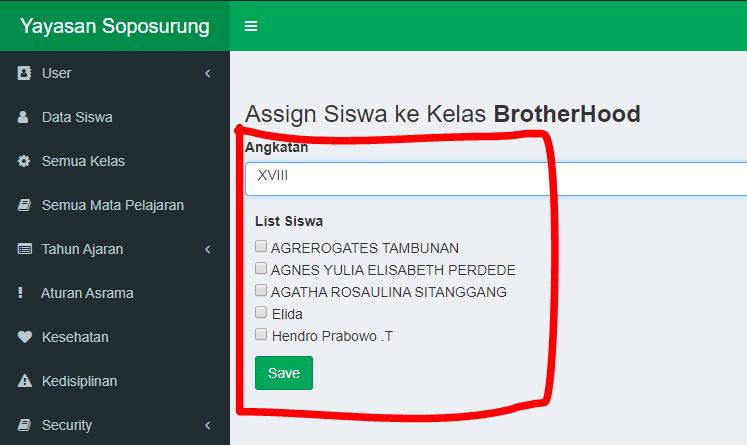 Yayasan Soposurung
User
Data Siswa
Semua Kelas
Semua Mata Pelajaran
Tahun Ajaran
Aturan Asrama
Kesehatan
Kedisiplinan
Security
Assign Siswa ke Kelas BrotherHood
Angkatan
XVIII
List Siswa
AGREROGATES TAMBUNAN
AGNES YULIA ELISABETH PERDEDE
AGATHA ROSAULINA SITANGGANG
Elida
Hendro Prabowo .T
Save